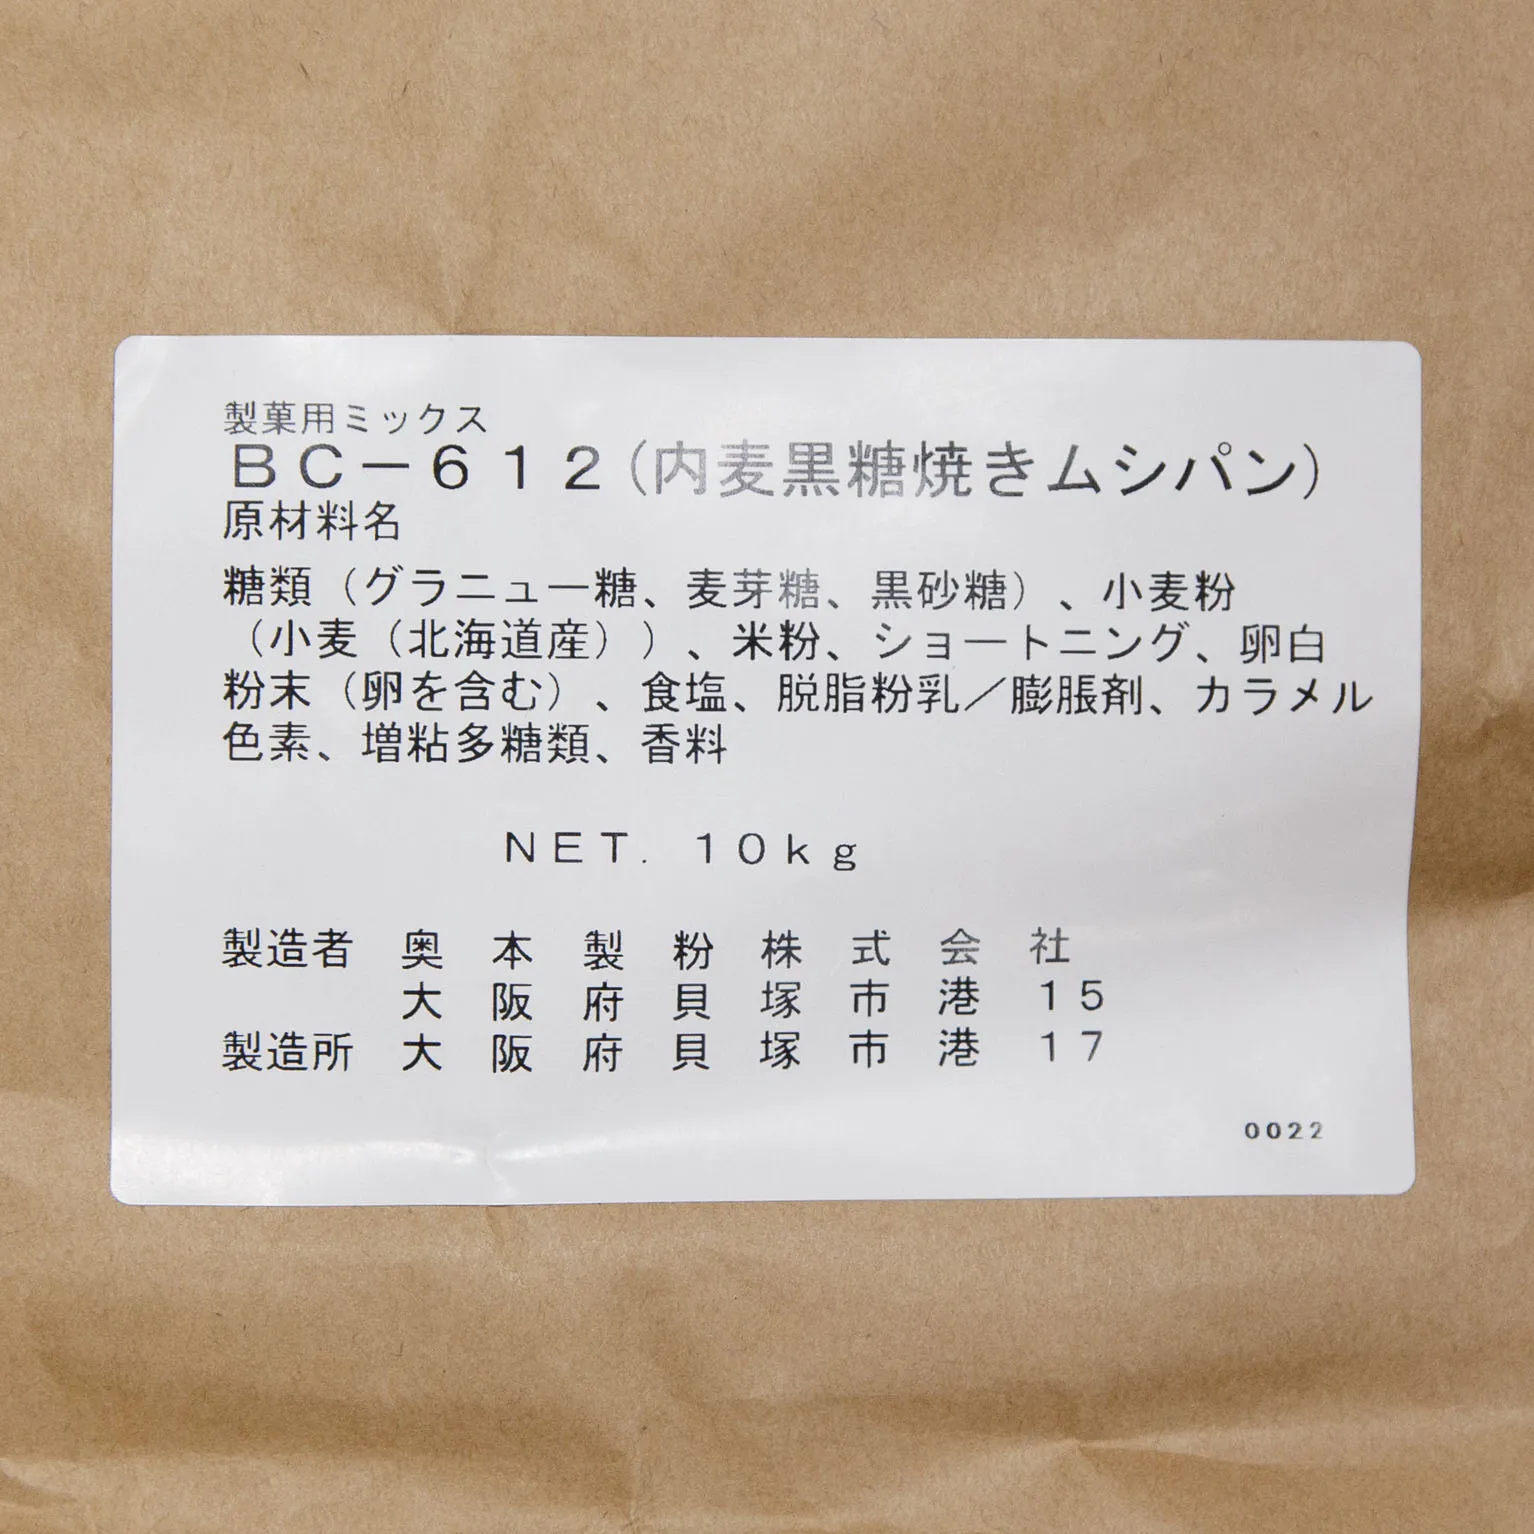 製菓用ミックス
BC-612(内麦黒糖焼きムシパン)
原材料名
糖類（グラニュー糖、麦芽糖、黒砂糖）、小麦粉
（小麦（北海道産））、米粉、ショートニング、卵白
粉末（卵を含む）、食塩、脱脂粉乳／膨脹剤、カラメル
色素、増粘多糖類、香料
NET. 10kg
製造者 奥本製粉株式会社
大阪府貝塚市港15
製造所 大阪府貝塚市港17
0022